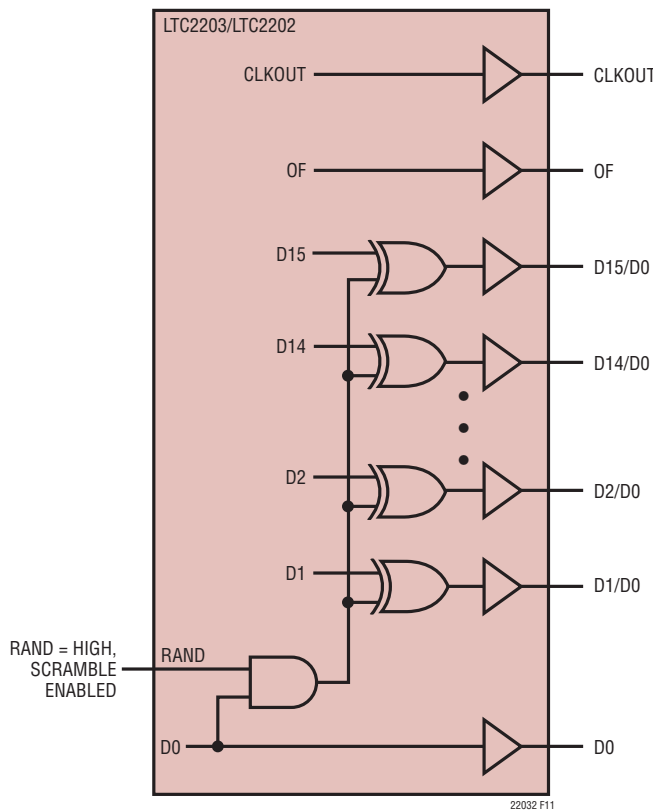 LTC2203/LTC2202
CLKOUT
CLKOUT
OF
OF
D15
D15/D0
D14
D14/D0
D2
D2/D0
D1
D1/D0
RAND = HIGH,
SCRAMBLE
ENABLED
RAND
D0
D0
22032 F11